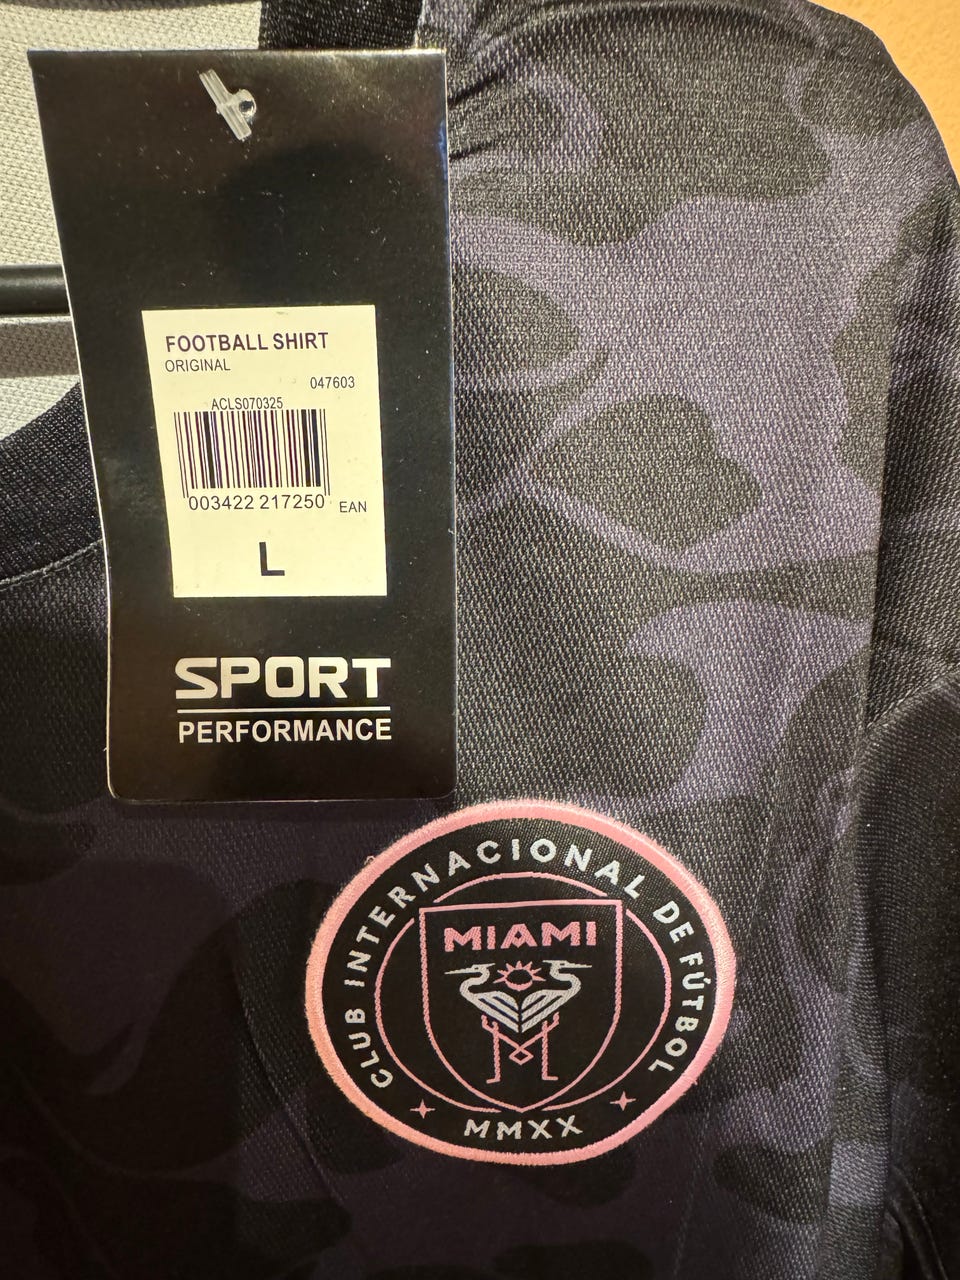 FOOTBALL SHIRT
ORIGINAL
047603
ACLS070325
003422 217250 EAN
L
SPORT
PERFORMANCE
CLUB INTERNACIONAL DE FÚTBOL
MIAMI
MMXX